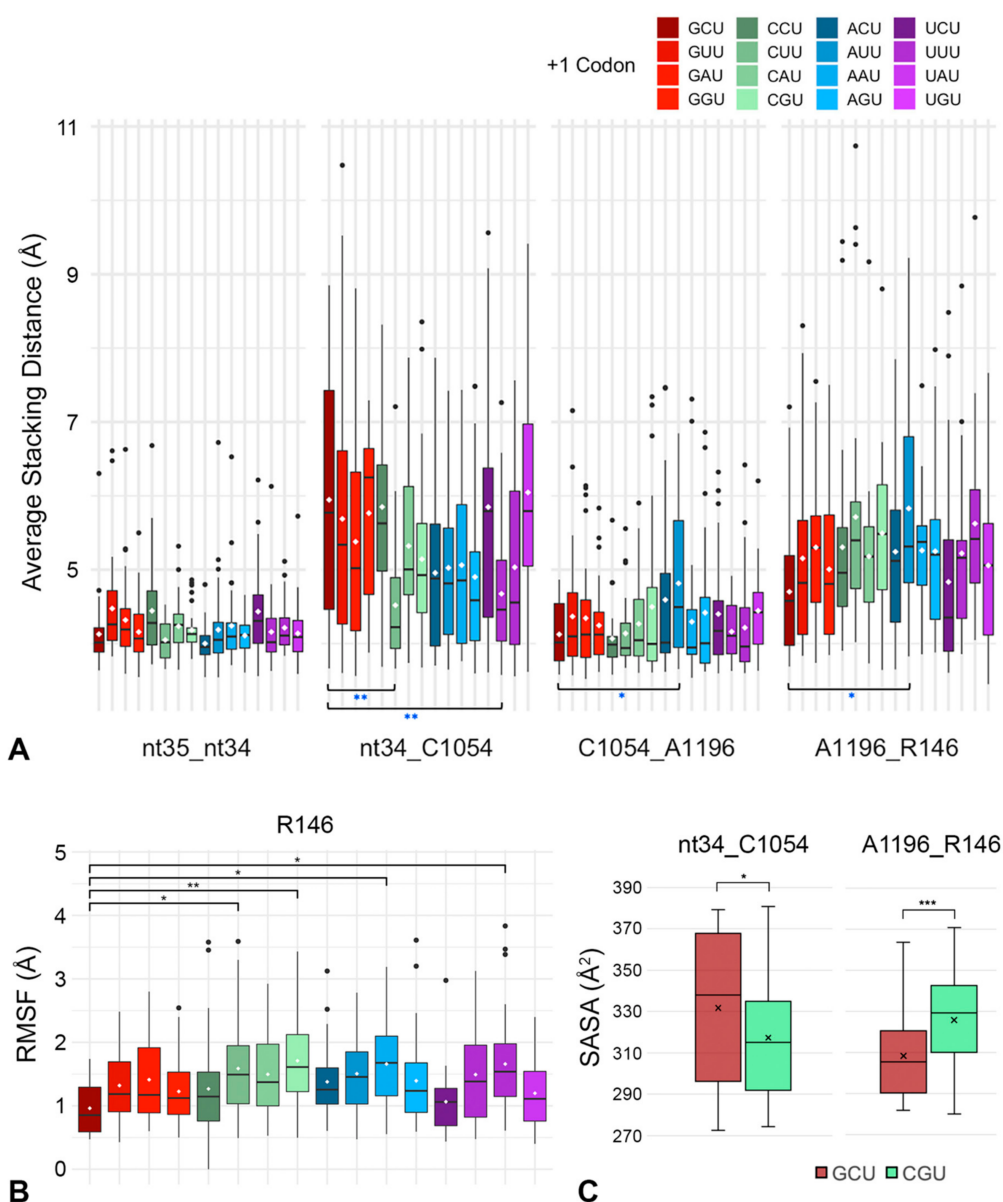 +1 Codon
GCU CCU ACU UCU
GUU CUU AUU UUU
GAU CAU AAU UAU
GGU CGU AGU UGU
Average Stacking Distance (Å)
11
9
7
5
** 
**
*
*
nt35_nt34 nt34_C1054 C1054_A1196 A1196_R146
A
R146
RMSF (Å)
5
4
3
2
1
0
*
*
**
*
B
nt34_C1054 A1196_R146
SASA (Å²)
390
370
350
330
310
290
270
*
***
GCU CGU
C